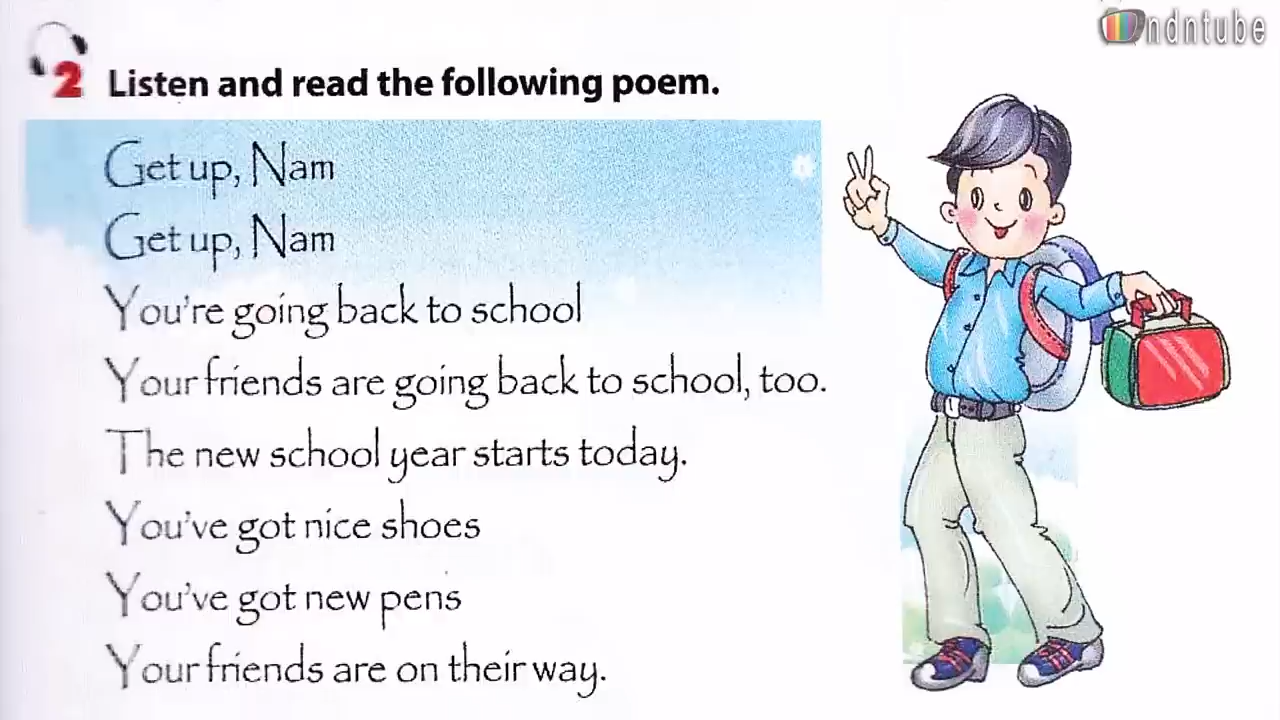 ndntube
2 Listen and read the following poem.
Get up, Nam
Get up, Nam
You're going back to school
Your friends are going back to school, too.
The new school year starts today.
You've got nice shoes
You've got new pens
Your friends are on their way.